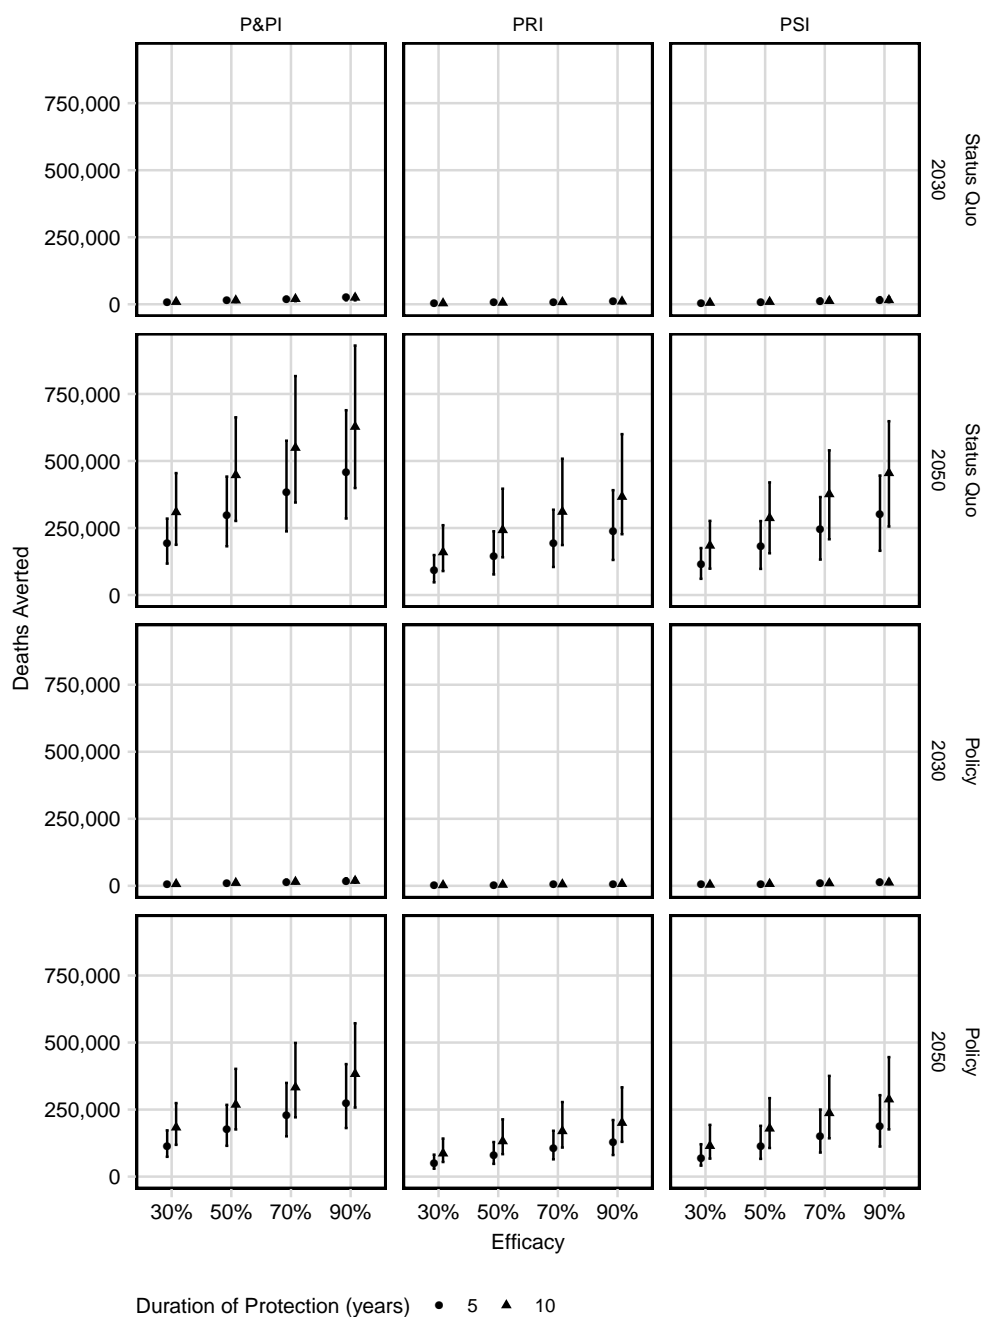 P&PI PRI PSI
750,000
500,000
250,000
0
Status Quo
2030
750,000
500,000
250,000
0
Status Quo
2050
Deaths Averted
750,000
500,000
250,000
0
Policy
2030
750,000
500,000
250,000
0
Policy
2050
30% 50% 70% 90% 30% 50% 70% 90% 30% 50% 70% 90%
Efficacy
Duration of Protection (years) 5 10